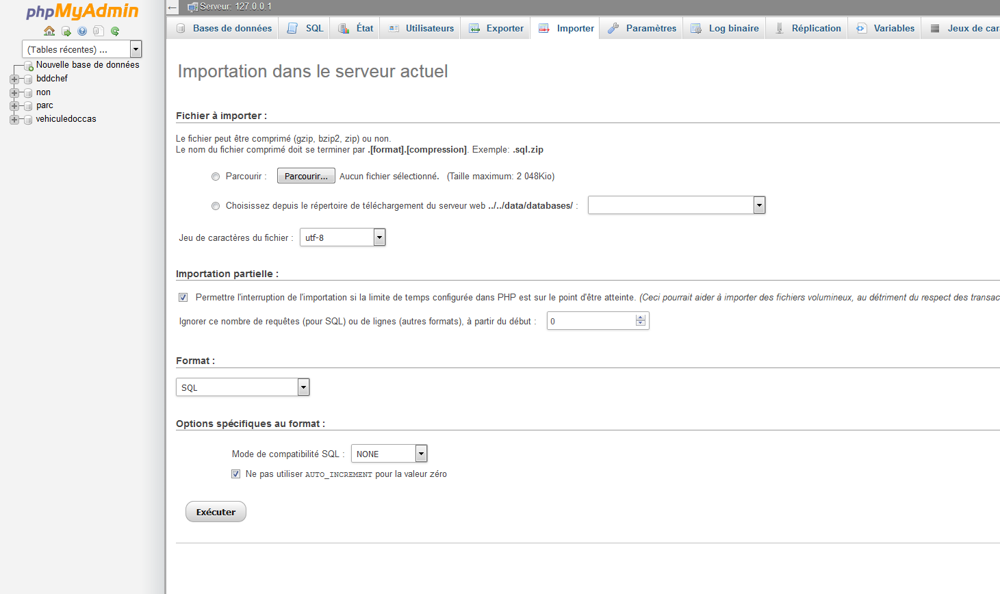 phpMyAdmin
(Tables récentes) ...
Nouvelle base de données
bddchef
non
parc
vehiculedoccas
Serveur: 127.0.0.1
Bases de données SQL État Utilisateurs Exporter Importer Paramètres Log binaire Réplication Variables Jeux de car
Importation dans le serveur actuel
Fichier à importer :
Le fichier peut être comprimé (gzip, bzip2, zip) ou non.
Le nom du fichier comprimé doit se terminer par .[format].[compression]. Exemple: .sql.zip
Parcourir : Parcourir... Aucun fichier sélectionné. (Taille maximum: 2 048Kio)
Choisissez depuis le répertoire de téléchargement du serveur web ../../data/databases/ :
Jeu de caractères du fichier : utf-8
Importation partielle :
Permettre l'interruption de l'importation si la limite de temps configurée dans PHP est sur le point d'être atteinte. (Ceci pourrait aider à importer des fichiers volumineux, au détriment du respect des transac
Ignorer ce nombre de requêtes (pour SQL) ou de lignes (autres formats), à partir du début : 0
Format :
SQL
Options spécifiques au format :
Mode de compatibilité SQL : NONE
Ne pas utiliser AUTO_INCREMENT pour la valeur zéro
Exécuter